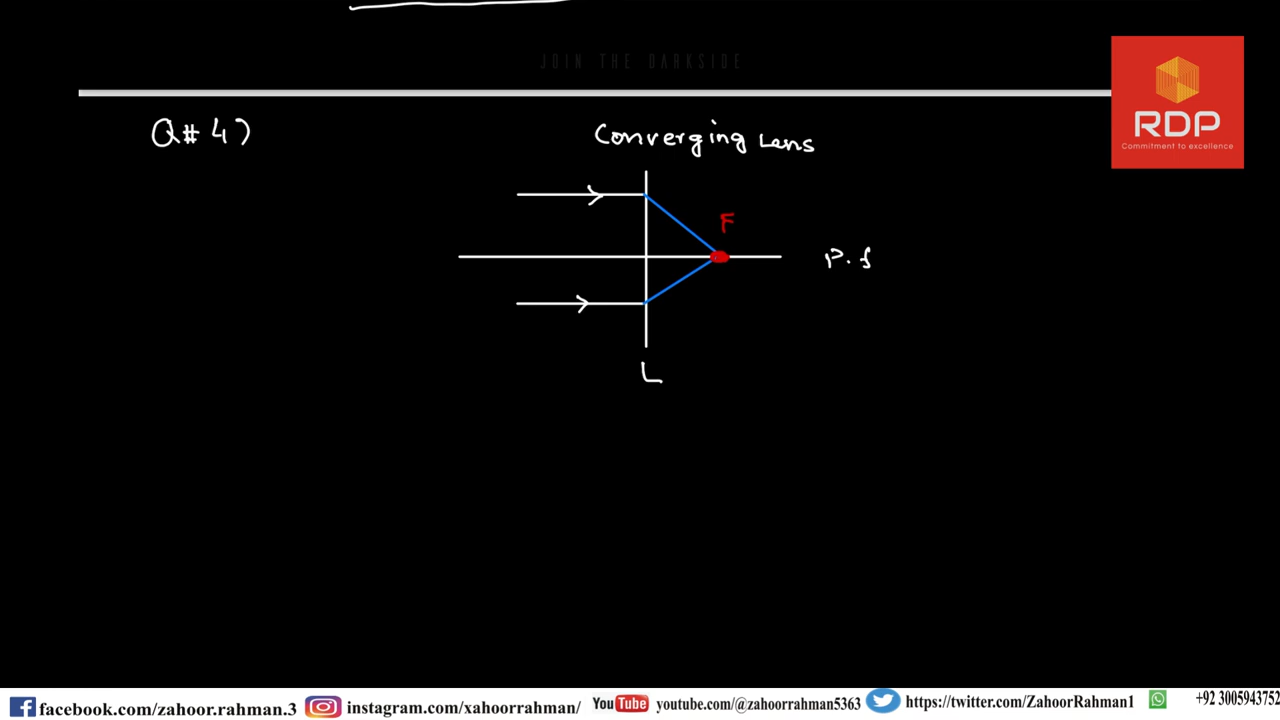 JOIN THE DARKSIDE
RDP
Commitment to excellence
Q# 4)
Converging Lens
F
P. f
L
facebook.com/zahoor.rahman.3
instagram.com/xahoorrahman/
YouTube
youtube.com/@zahoorrahman5363
https://twitter.com/ZahoorRahman1
+92 3005943752